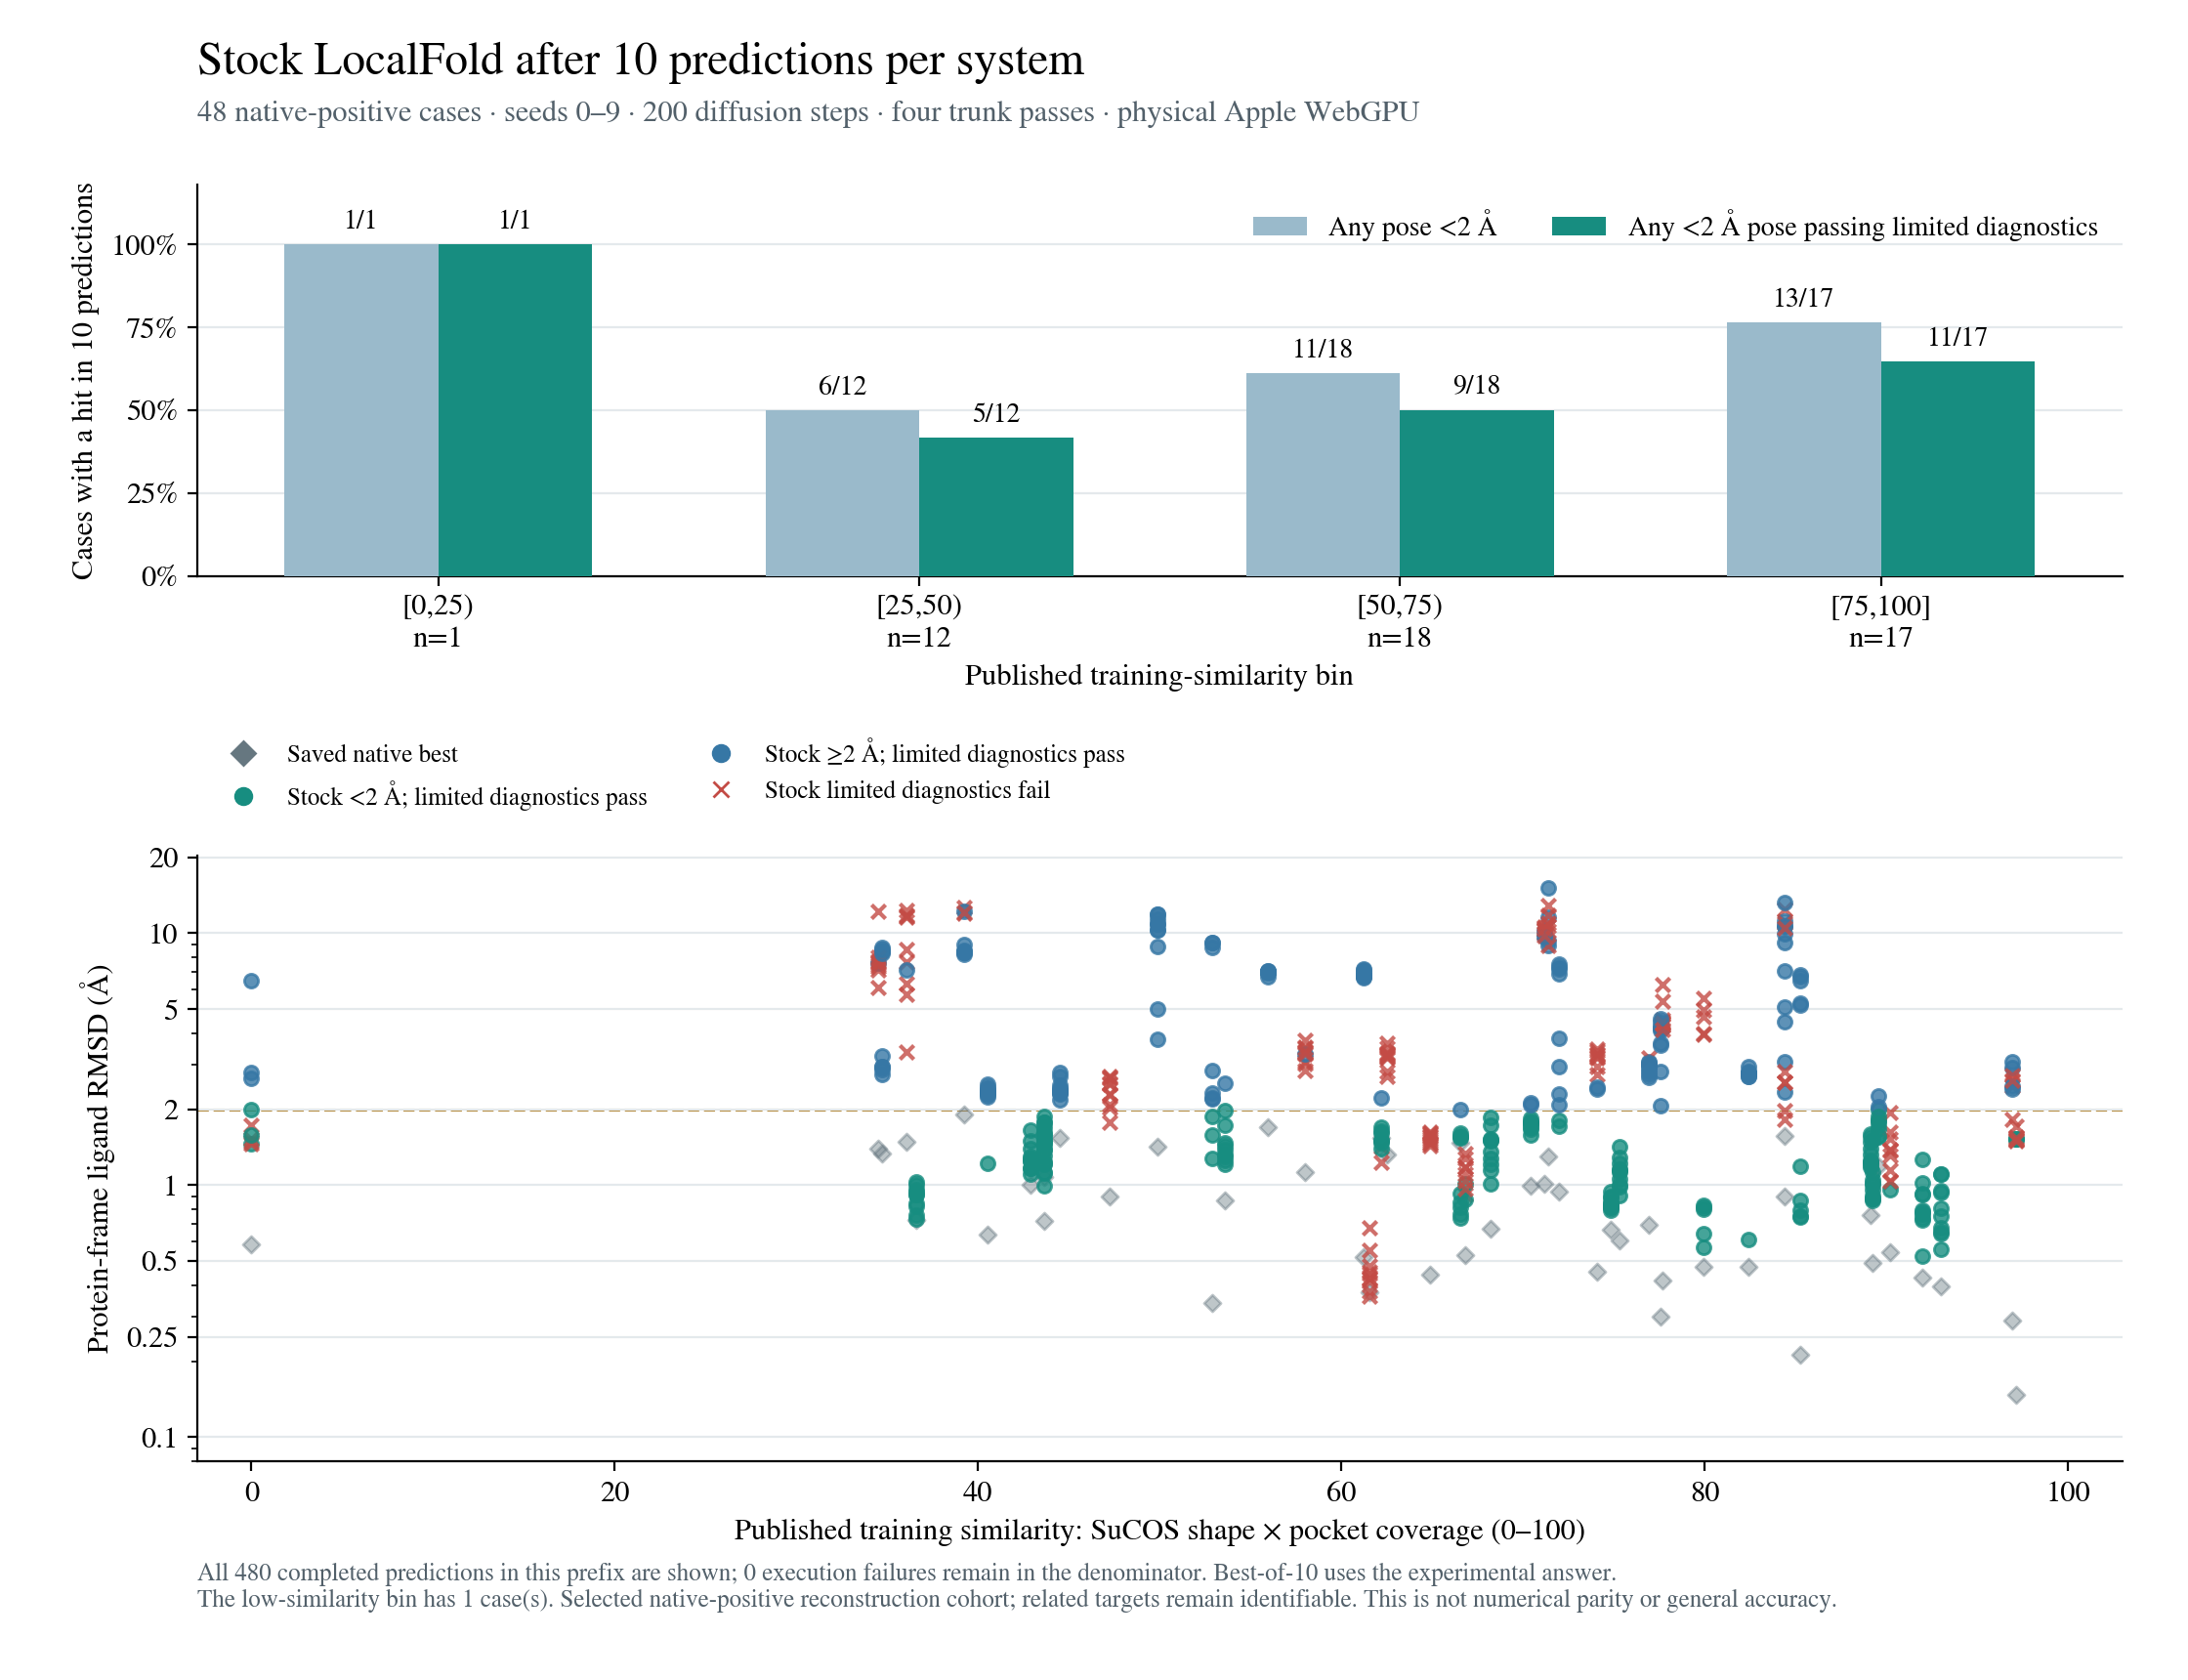 Stock LocalFold after 10 predictions per system
48 native-positive cases · seeds 0–9 · 200 diffusion steps · four trunk passes · physical Apple WebGPU
Cases with a hit in 10 predictions
100%
75%
50%
25%
0%
1/1
1/1
6/12
5/12
11/18
9/18
13/17
11/17
Any pose <2 Å
Any <2 Å pose passing limited diagnostics
[0,25)
n=1
[25,50)
n=12
[50,75)
n=18
[75,100]
n=17
Published training-similarity bin
Saved native best
Stock <2 Å; limited diagnostics pass
Stock ≥2 Å; limited diagnostics pass
Stock limited diagnostics fail
Protein-frame ligand RMSD (Å)
20
10
5
2
1
0.5
0.25
0.1
0
20
40
60
80
100
Published training similarity: SuCOS shape × pocket coverage (0–100)
All 480 completed predictions in this prefix are shown; 0 execution failures remain in the denominator. Best-of-10 uses the experimental answer.
The low-similarity bin has 1 case(s). Selected native-positive reconstruction cohort; related targets remain identifiable. This is not numerical parity or general accuracy.